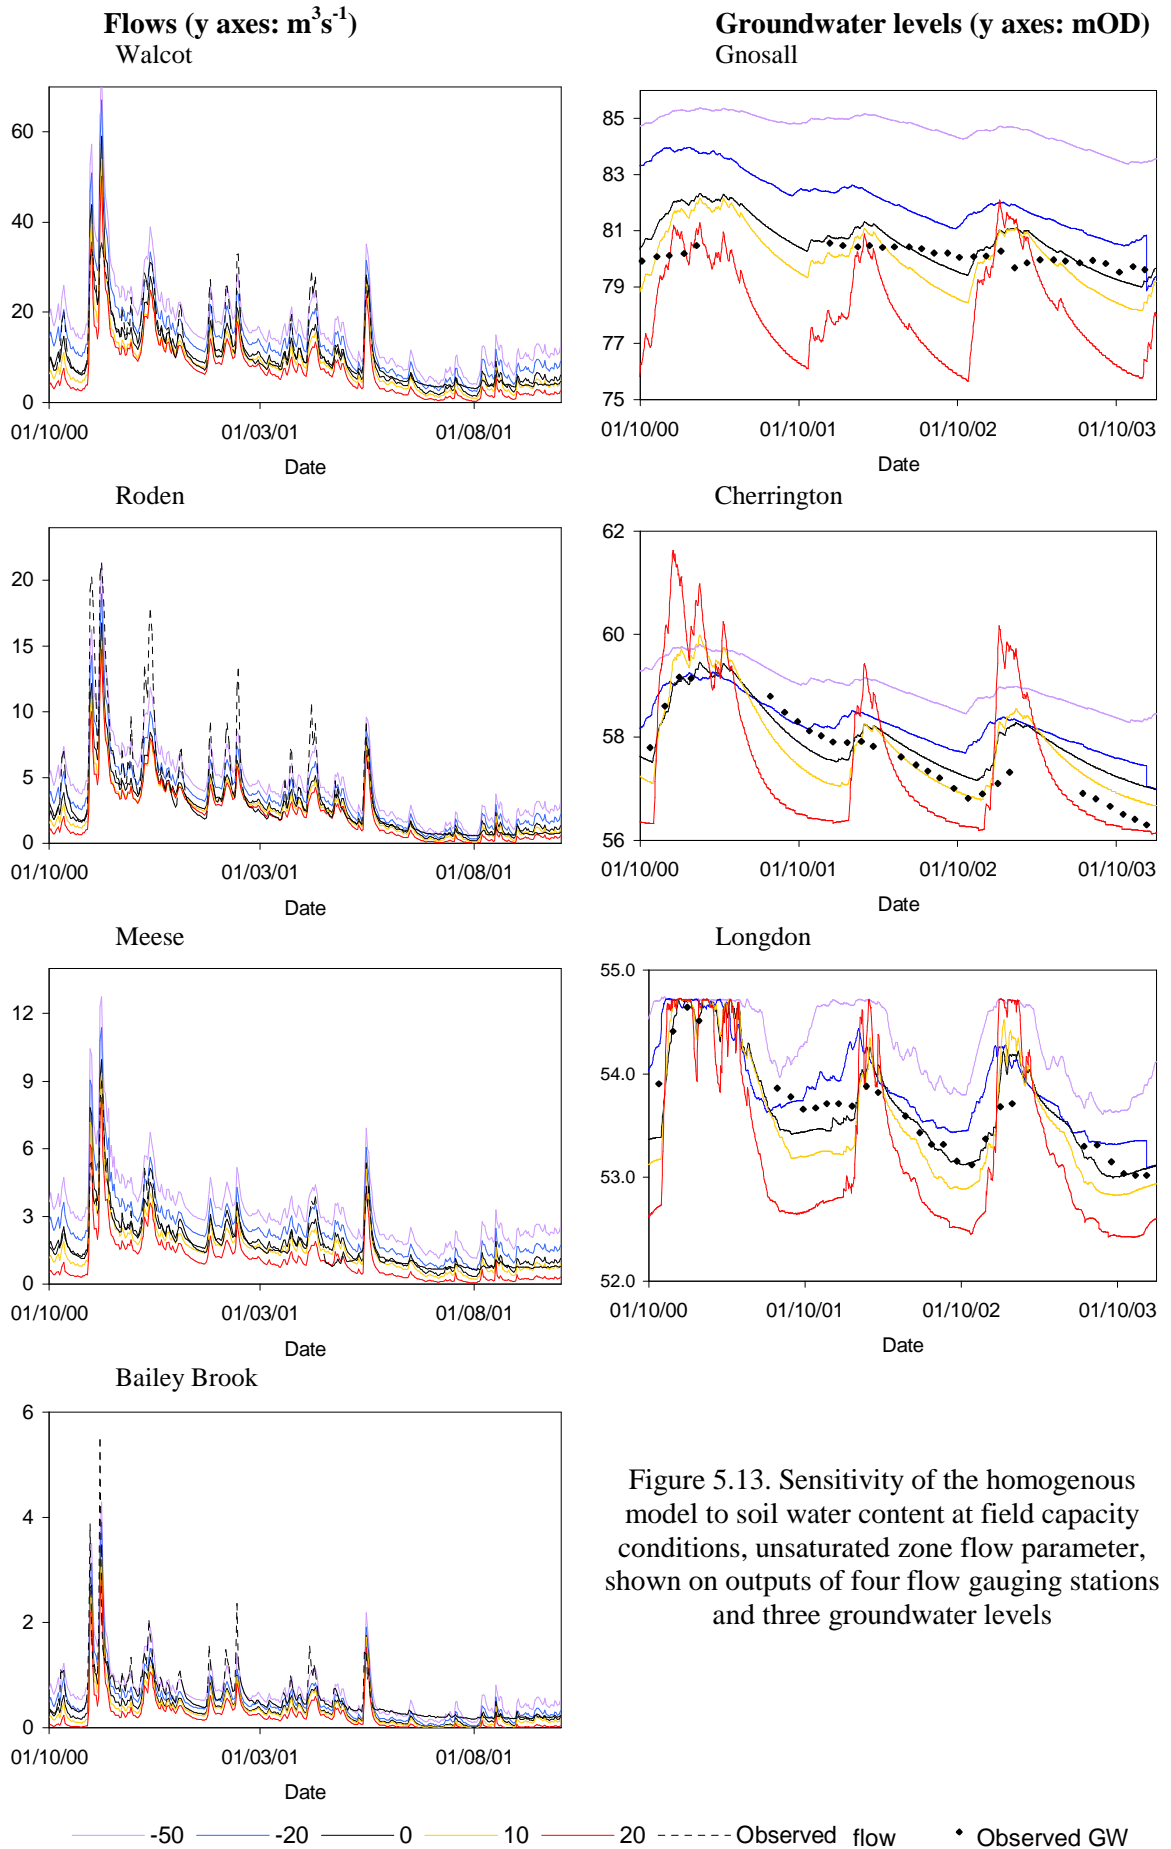 Flows (y axes: m³s⁻¹)
Walcot
60
40
20
0
01/10/00 01/03/01 01/08/01
Date
Groundwater levels (y axes: mOD)
Gnosall
85
83
81
79
77
75
01/10/00 01/10/01 01/10/02 01/10/03
Date
Roden
20
15
10
5
0
01/10/00 01/03/01 01/08/01
Date
Cherrington
62
60
58
56
01/10/00 01/10/01 01/10/02 01/10/03
Date
Meese
12
9
6
3
0
01/10/00 01/03/01 01/08/01
Date
Longdon
55.0
54.0
53.0
52.0
01/10/00 01/10/01 01/10/02 01/10/03
Date
Bailey Brook
6
4
2
0
01/10/00 01/03/01 01/08/01
Date
Figure 5.13. Sensitivity of the homogenous
model to soil water content at field capacity
conditions, unsaturated zone flow parameter,
shown on outputs of four flow gauging stations
and three groundwater levels
-50 -20 0 10 20 Observed flow Observed GW